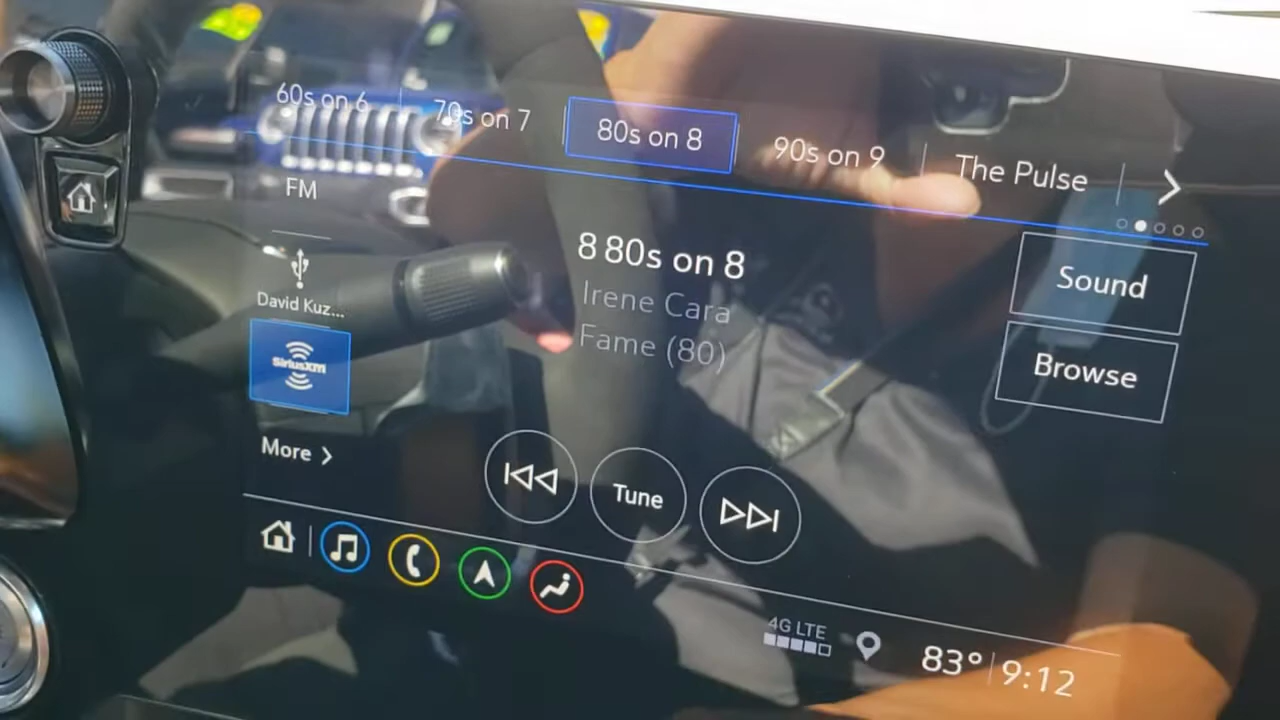 60s on 6
70s on 7
80s on 8
90s on 9
The Pulse
FM
David Kuz...
SiriusXM
More
8 80s on 8
Irene Cara
Fame (80)
Sound
Browse
Tune
4G LTE
83° 9:12